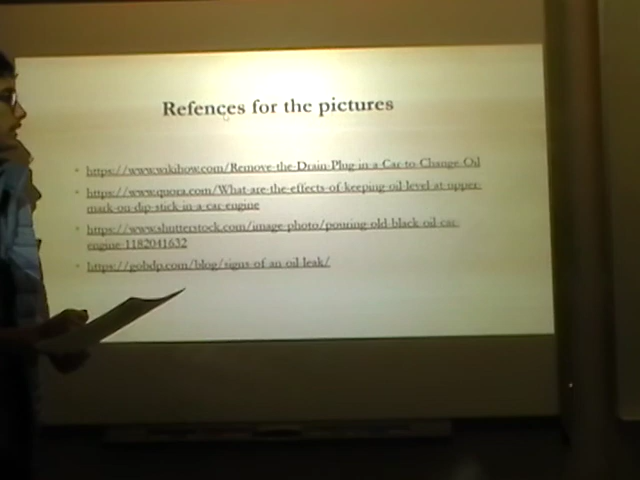 Refences for the pictures
https://www.wikihow.com/Remove-the-Drain-Plug-in-a-Car-to-Change-Oil
https://www.quora.com/What-are-the-effects-of-keeping-oil-level-at-upper-
mark-on-dip-stick-in-a-car-engine
https://www.shutterstock.com/image-photo/pouring-old-black-oil-car-
engine-1182041632
https://gobdp.com/blog/signs-of-an-oil-leak/